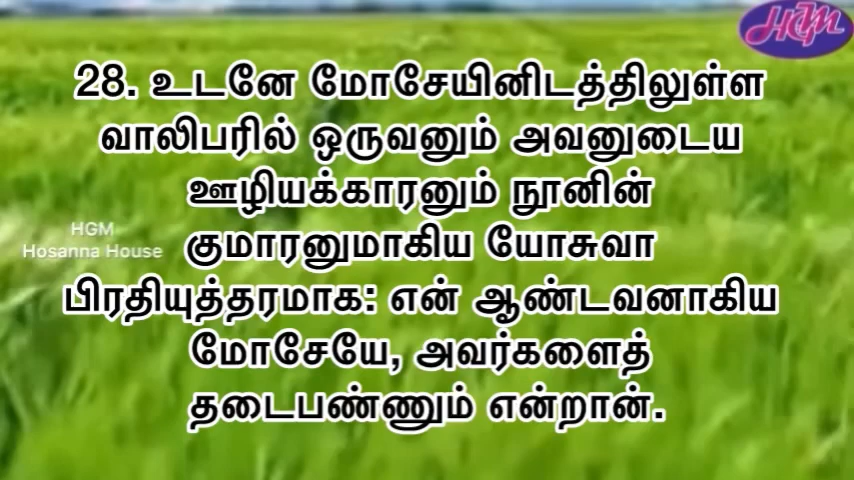 HGM
28. உடனே மோசேயினிடத்திலுள்ள
வாலிபரில் ஒருவனும் அவனுடைய
ஊழியக்காரனும் நூனின்
HGM
Hosanna House
குமாரனுமாகிய யோசுவா
பிரதியுத்தரமாக: என் ஆண்டவனாகிய
மோசேயே, அவர்களைத்
தடைபண்ணும் என்றான்.